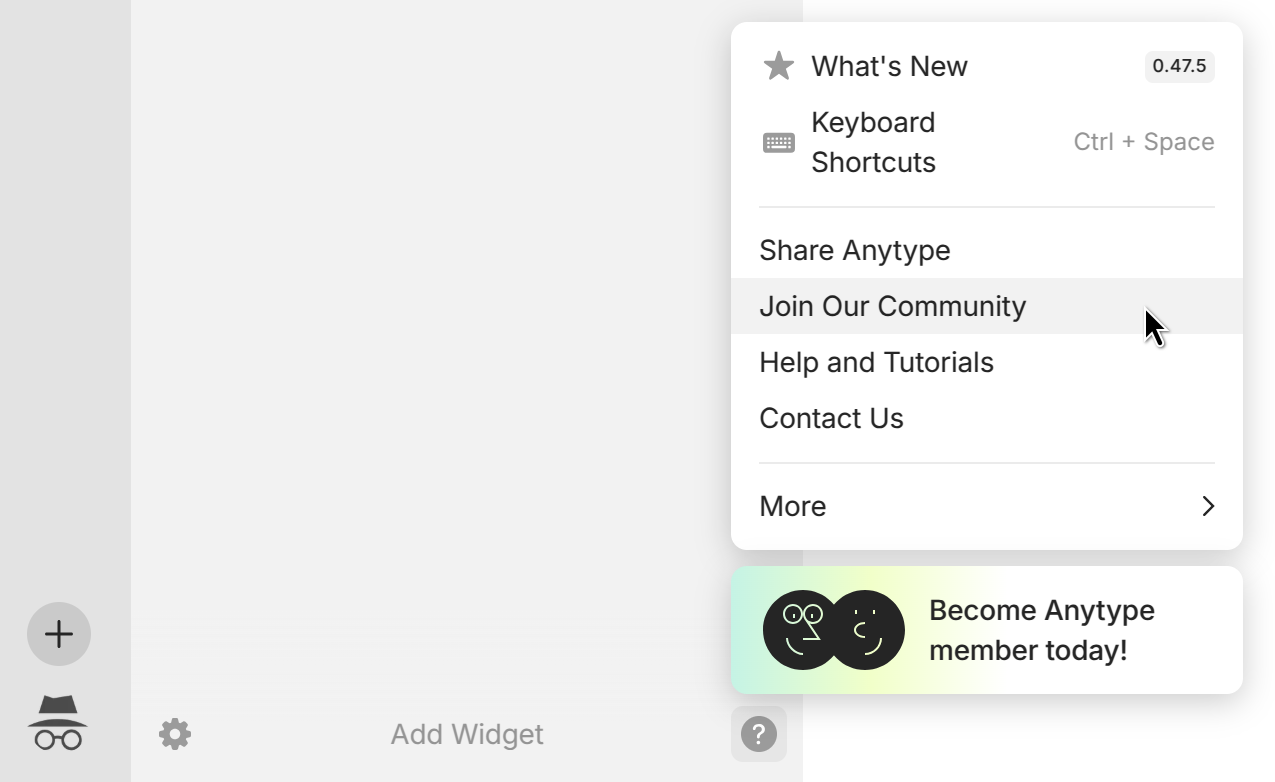 What's New 0.47.5
Keyboard
Shortcuts
Ctrl + Space
Share Anytype
Join Our Community
Help and Tutorials
Contact Us
More
Become Anytype
member today!
Add Widget
?